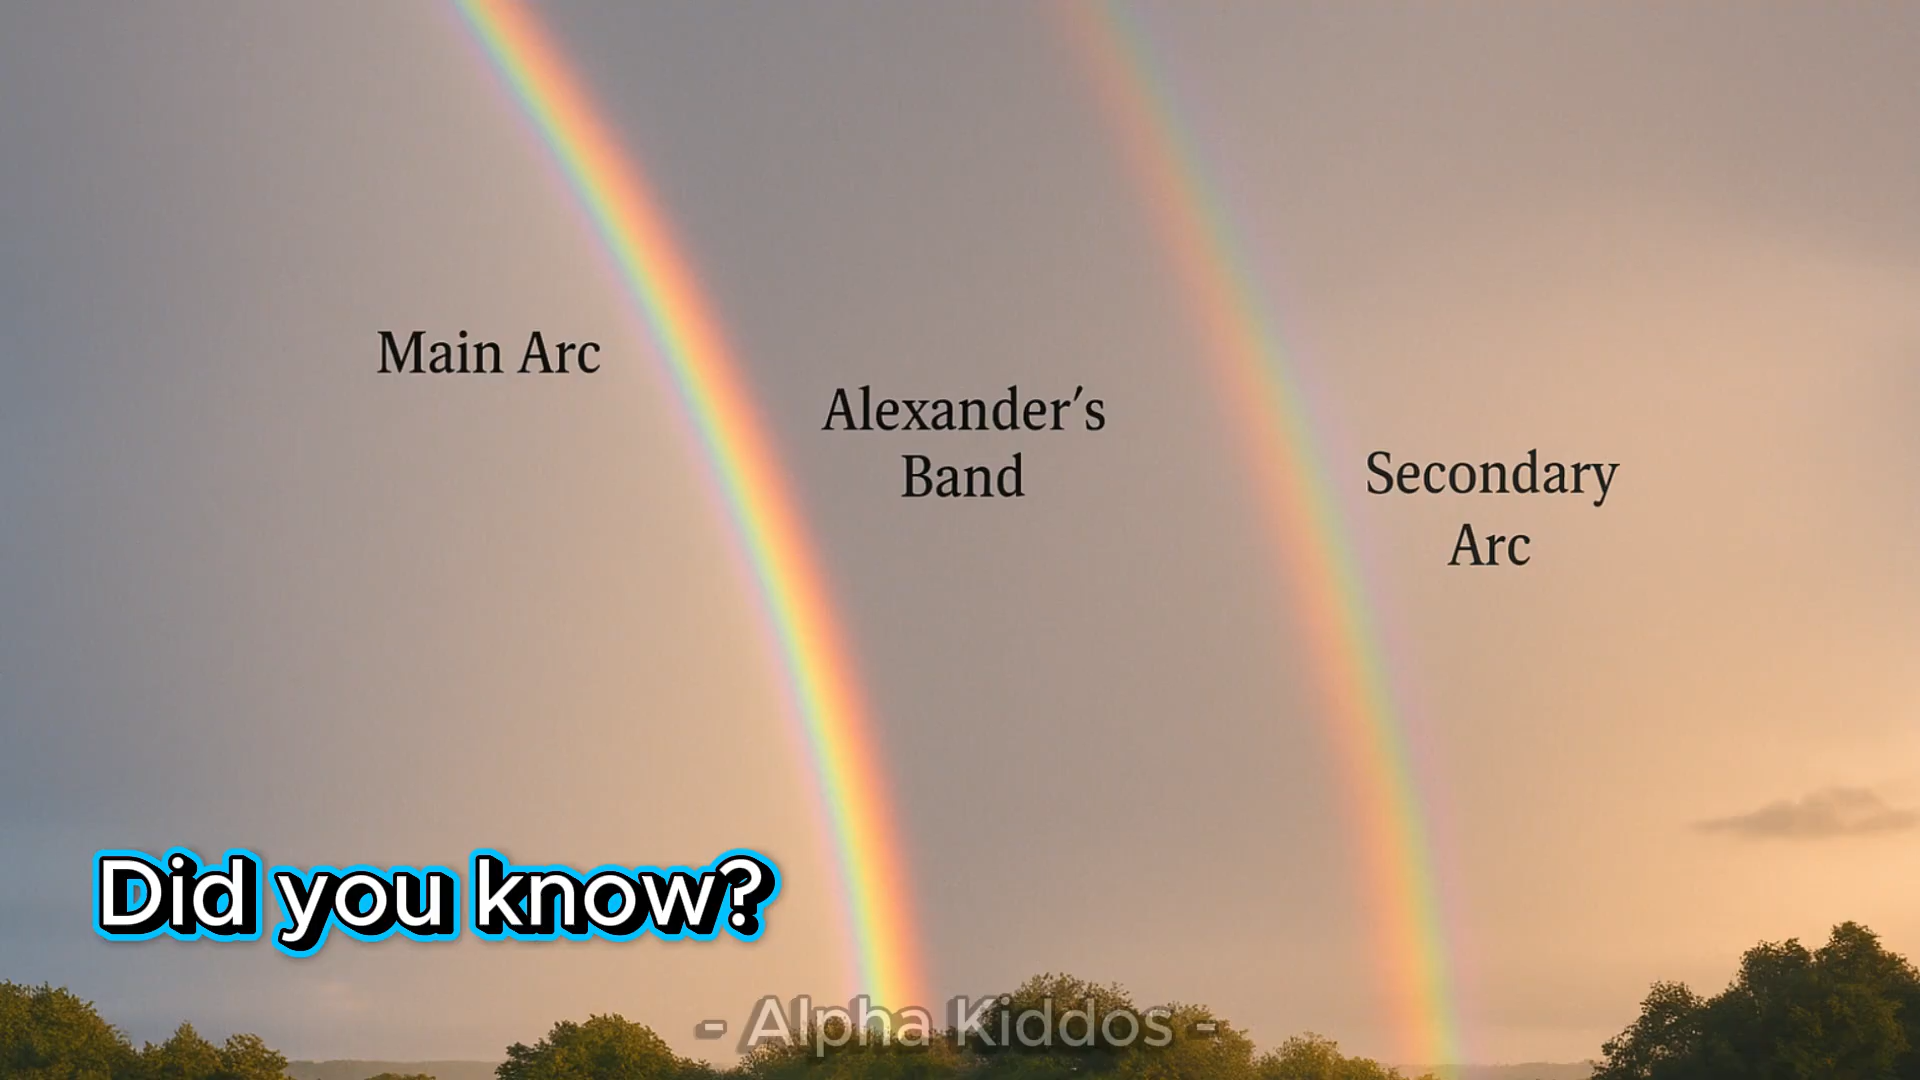 Main Arc
Alexander's
Band
Secondary
Arc
Did you know?
- Alpha Kiddos -